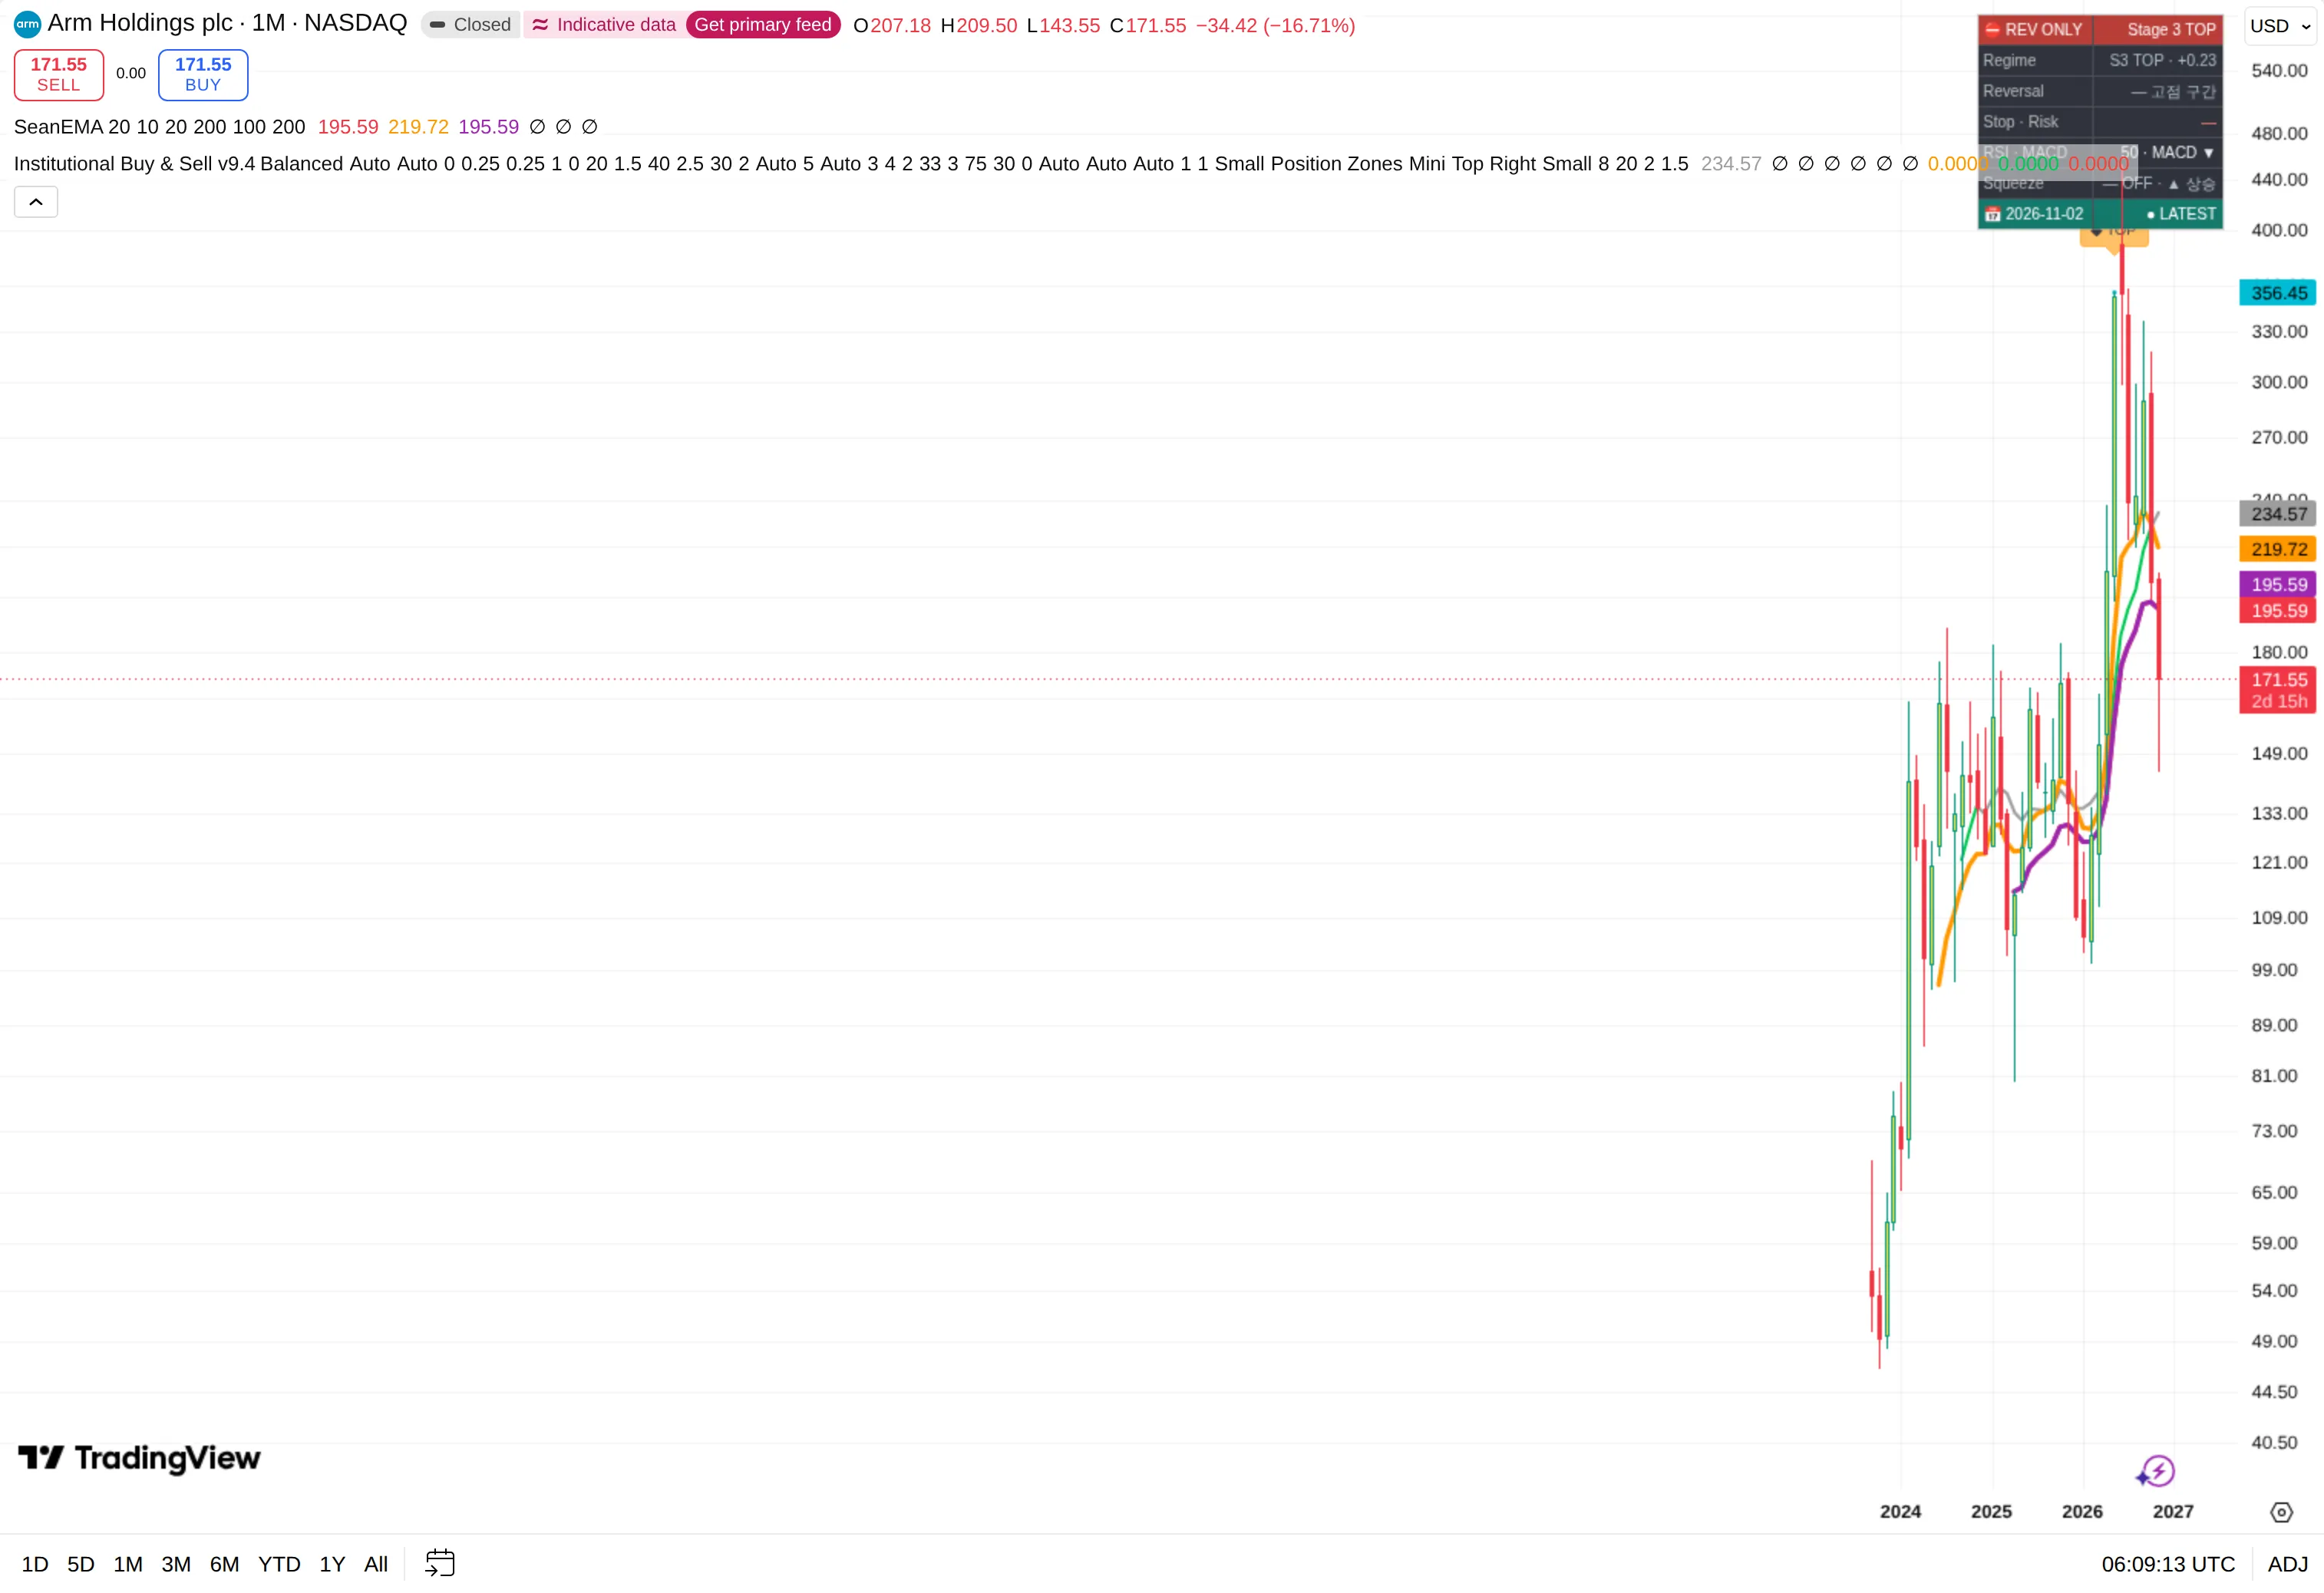 arm Arm Holdings plc · 1M · NASDAQ Closed Indicative data Get primary feed O207.18 H209.50 L143.55 C171.55 −34.42 (−16.71%)
171.55 SELL 0.00 171.55 BUY
SeanEMA 20 10 20 200 100 200 195.59 219.72 195.59 ∅ ∅ ∅
Institutional Buy & Sell v9.4 Balanced Auto Auto 0 0.25 0.25 1 0 20 1.5 40 2.5 30 2 Auto 5 Auto 3 4 2 33 3 75 30 0 Auto Auto Auto 1 1 Small Position Zones Mini Top Right Small 8 20 2 1.5 234.57 ∅ ∅ ∅ ∅ ∅ ∅ 0.0000 0.0000 0.0000
REV ONLY Stage 3 TOP
Regime S3 TOP · +0.23
Reversal — 고점 구간
Stop · Risk —
RSI · MACD 50 · MACD ▼
Squeeze — OFF · ▲ 상승
2026-11-02 ● LATEST
TOP
USD
540.00
480.00
440.00
400.00
356.45
330.00
300.00
270.00
240.00
234.57
219.72
195.59
195.59
180.00
171.55
2d 15h
149.00
133.00
121.00
109.00
99.00
89.00
81.00
73.00
65.00
59.00
54.00
49.00
44.50
40.50
TradingView
2024 2025 2026 2027
1D 5D 1M 3M 6M YTD 1Y All 06:09:13 UTC ADJ